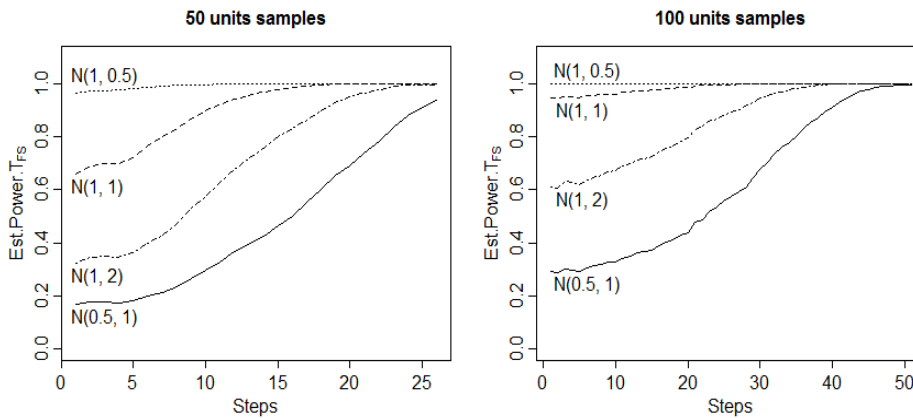 50 units samples
Est.Power.T_FS
0.0 0.2 0.4 0.6 0.8 1.0
N(1, 0.5)
N(1, 1)
N(1, 2)
N(0.5, 1)
0 5 10 15 20 25
Steps
100 units samples
Est.Power.T_FS
0.0 0.2 0.4 0.6 0.8 1.0
N(1, 0.5)
N(1, 1)
N(1, 2)
N(0.5, 1)
0 10 20 30 40 50
Steps